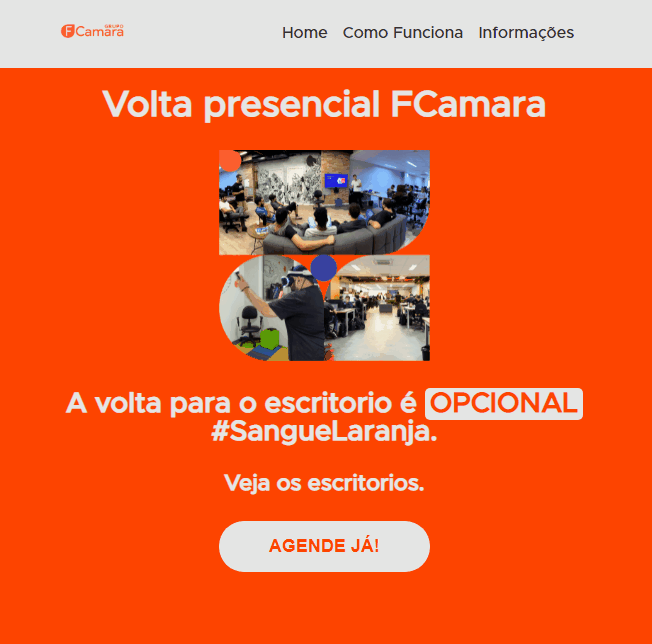 GRUPO
FCamara
Home Como Funciona Informações
Volta presencial FCamara
A volta para o escritorio é OPCIONAL
#SangueLaranja.
Veja os escritorios.
AGENDE JÁ!